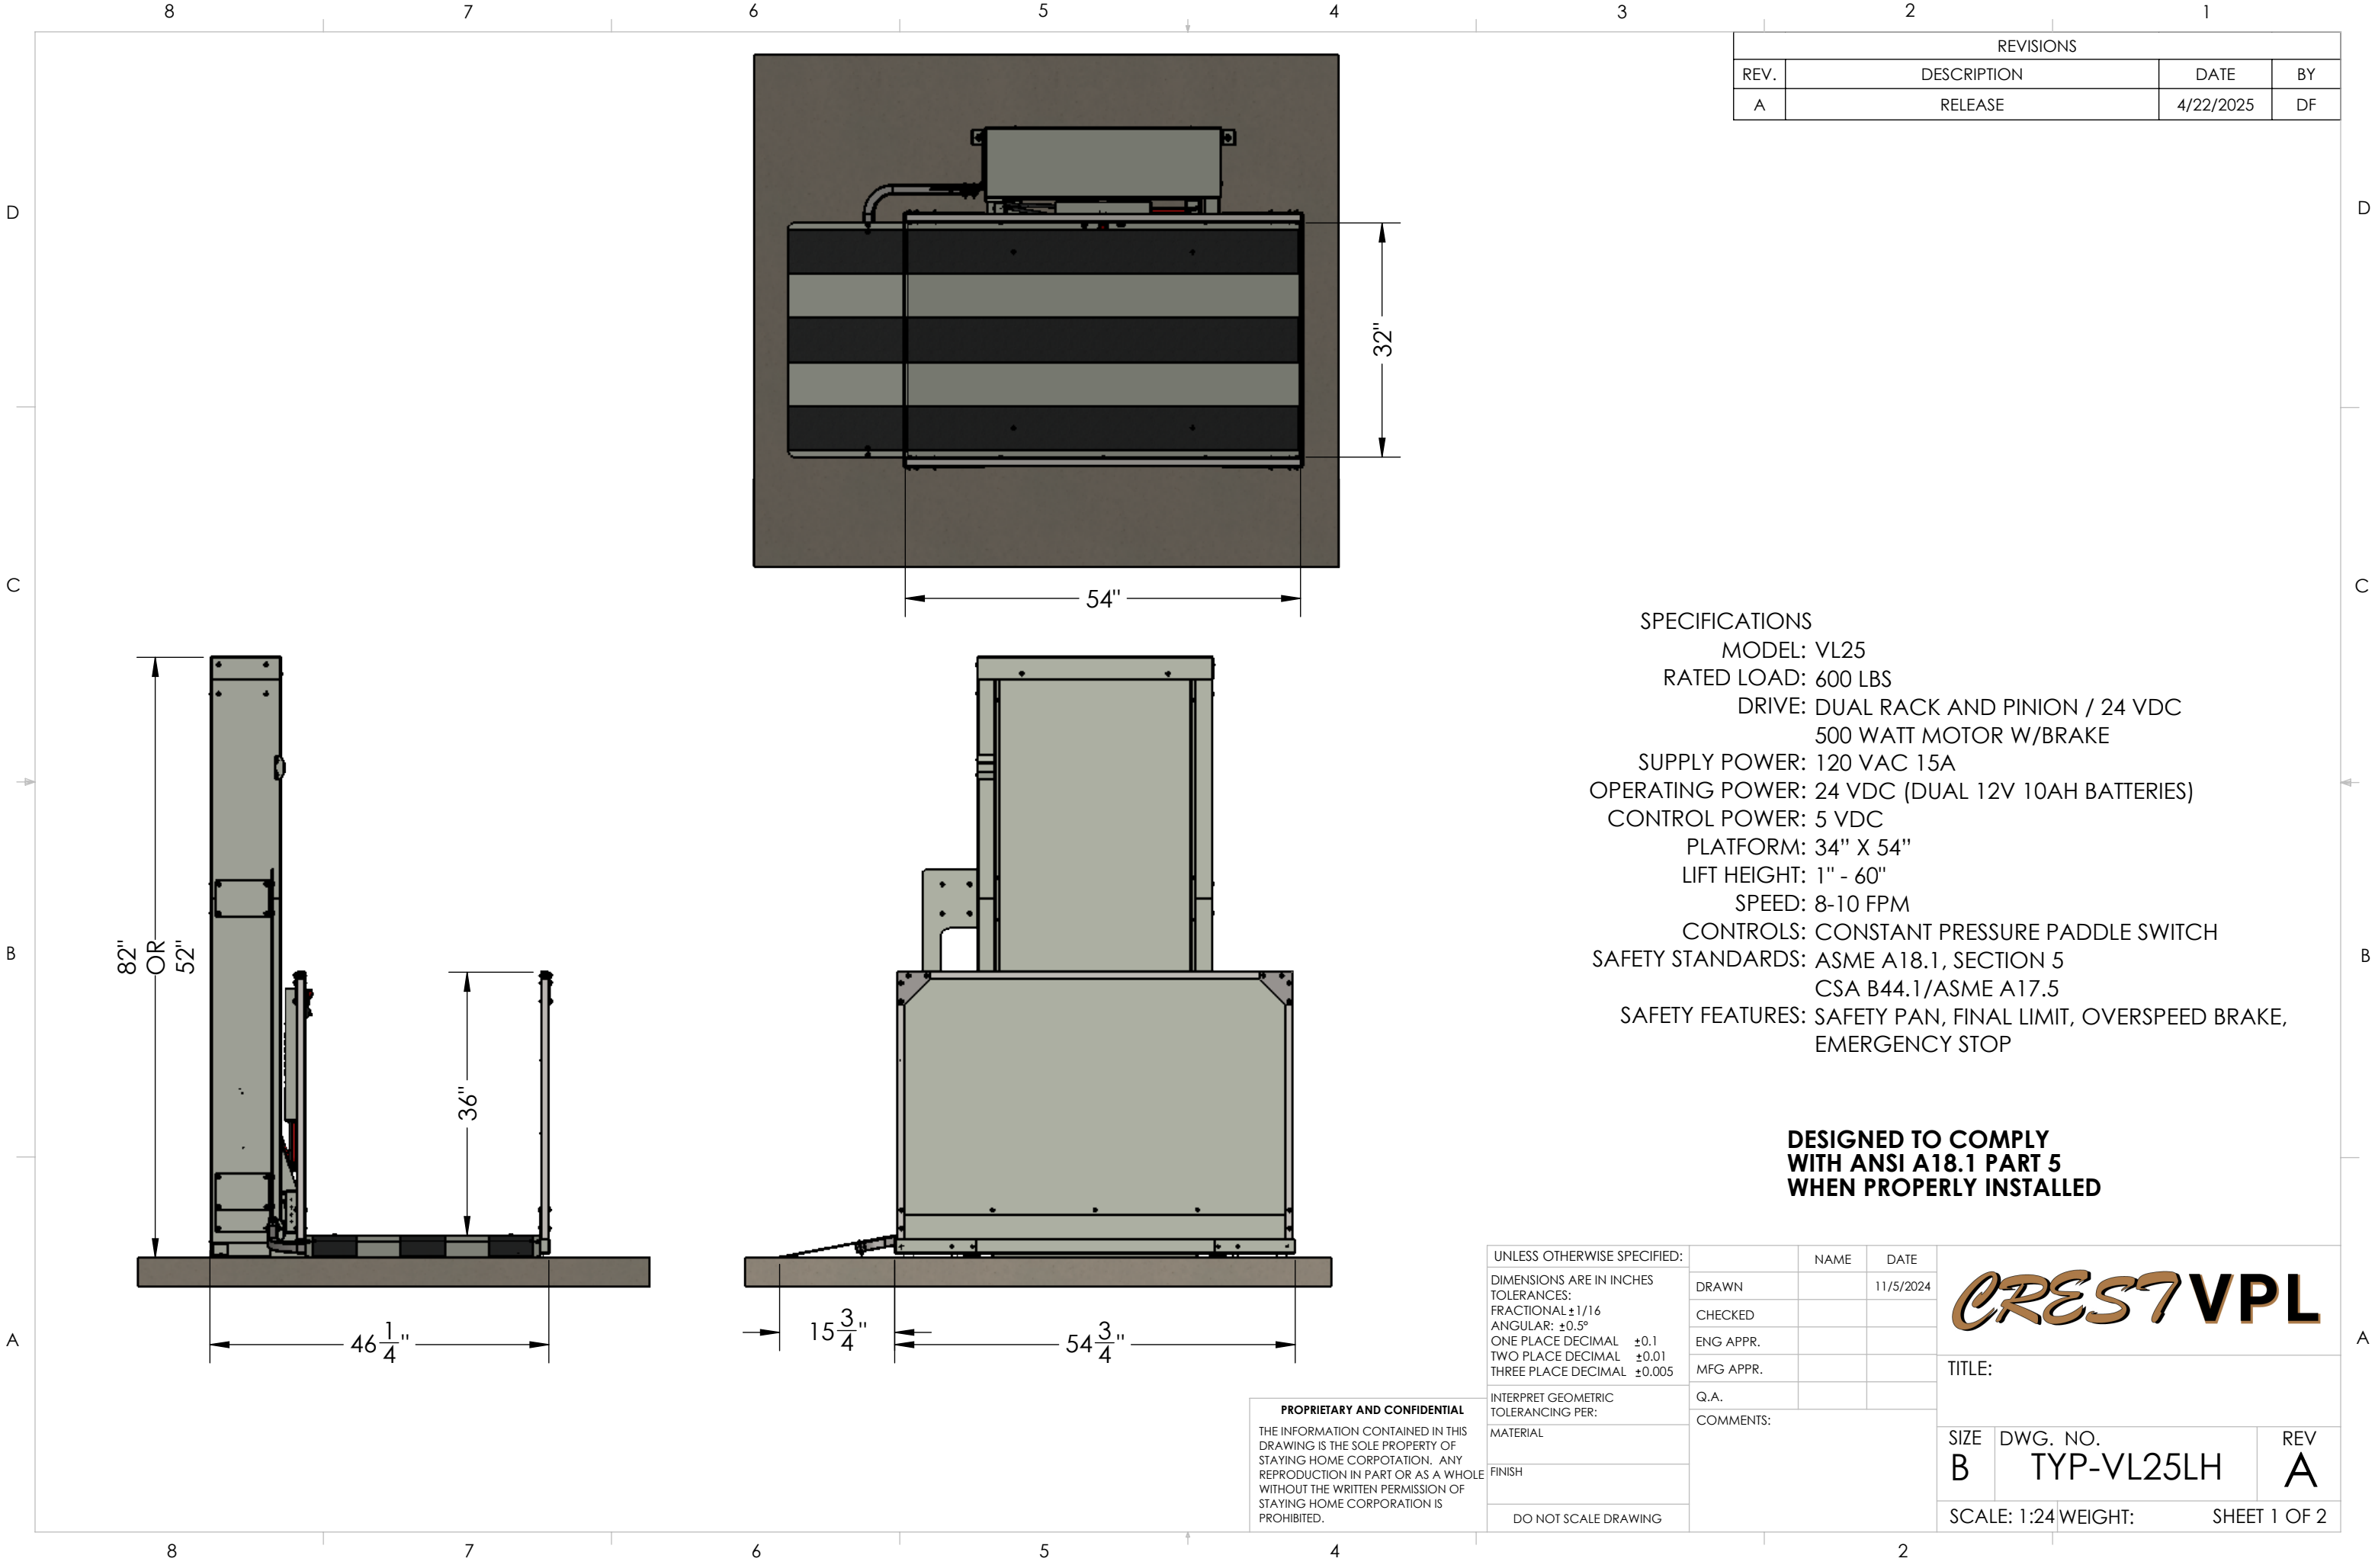 8 7 6 5 4 3 2 1
REVISIONS
REV. DESCRIPTION DATE BY
A RELEASE 4/22/2025 DF
D D
32"
54"
C C
SPECIFICATIONS
MODEL: VL25
RATED LOAD: 600 LBS
DRIVE: DUAL RACK AND PINION / 24 VDC
500 WATT MOTOR W/BRAKE
SUPPLY POWER: 120 VAC 15A
OPERATING POWER: 24 VDC (DUAL 12V 10AH BATTERIES)
CONTROL POWER: 5 VDC
PLATFORM: 34" X 54"
LIFT HEIGHT: 1" - 60"
SPEED: 8-10 FPM
CONTROLS: CONSTANT PRESSURE PADDLE SWITCH
SAFETY STANDARDS: ASME A18.1, SECTION 5
CSA B44.1/ASME A17.5
SAFETY FEATURES: SAFETY PAN, FINAL LIMIT, OVERSPEED BRAKE,
EMERGENCY STOP
B B
82"
OR
52"
36"
DESIGNED TO COMPLY
WITH ANSI A18.1 PART 5
WHEN PROPERLY INSTALLED
46 1/4"
15 3/4"
54 3/4"
A A
UNLESS OTHERWISE SPECIFIED:
DIMENSIONS ARE IN INCHES
TOLERANCES:
FRACTIONAL ±1/16
ANGULAR: ±0.5°
ONE PLACE DECIMAL ±0.1
TWO PLACE DECIMAL ±0.01
THREE PLACE DECIMAL ±0.005
INTERPRET GEOMETRIC
TOLERANCING PER:
MATERIAL
FINISH
DO NOT SCALE DRAWING
NAME DATE
DRAWN 11/5/2024
CHECKED
ENG APPR.
MFG APPR.
Q.A.
COMMENTS:
CREST VPL
TITLE:
SIZE DWG. NO. REV
B TYP-VL25LH A
SCALE: 1:24 WEIGHT: SHEET 1 OF 2
PROPRIETARY AND CONFIDENTIAL
THE INFORMATION CONTAINED IN THIS
DRAWING IS THE SOLE PROPERTY OF
STAYING HOME CORPOTATION. ANY
REPRODUCTION IN PART OR AS A WHOLE
WITHOUT THE WRITTEN PERMISSION OF
STAYING HOME CORPORATION IS
PROHIBITED.
8 7 6 5 4 2